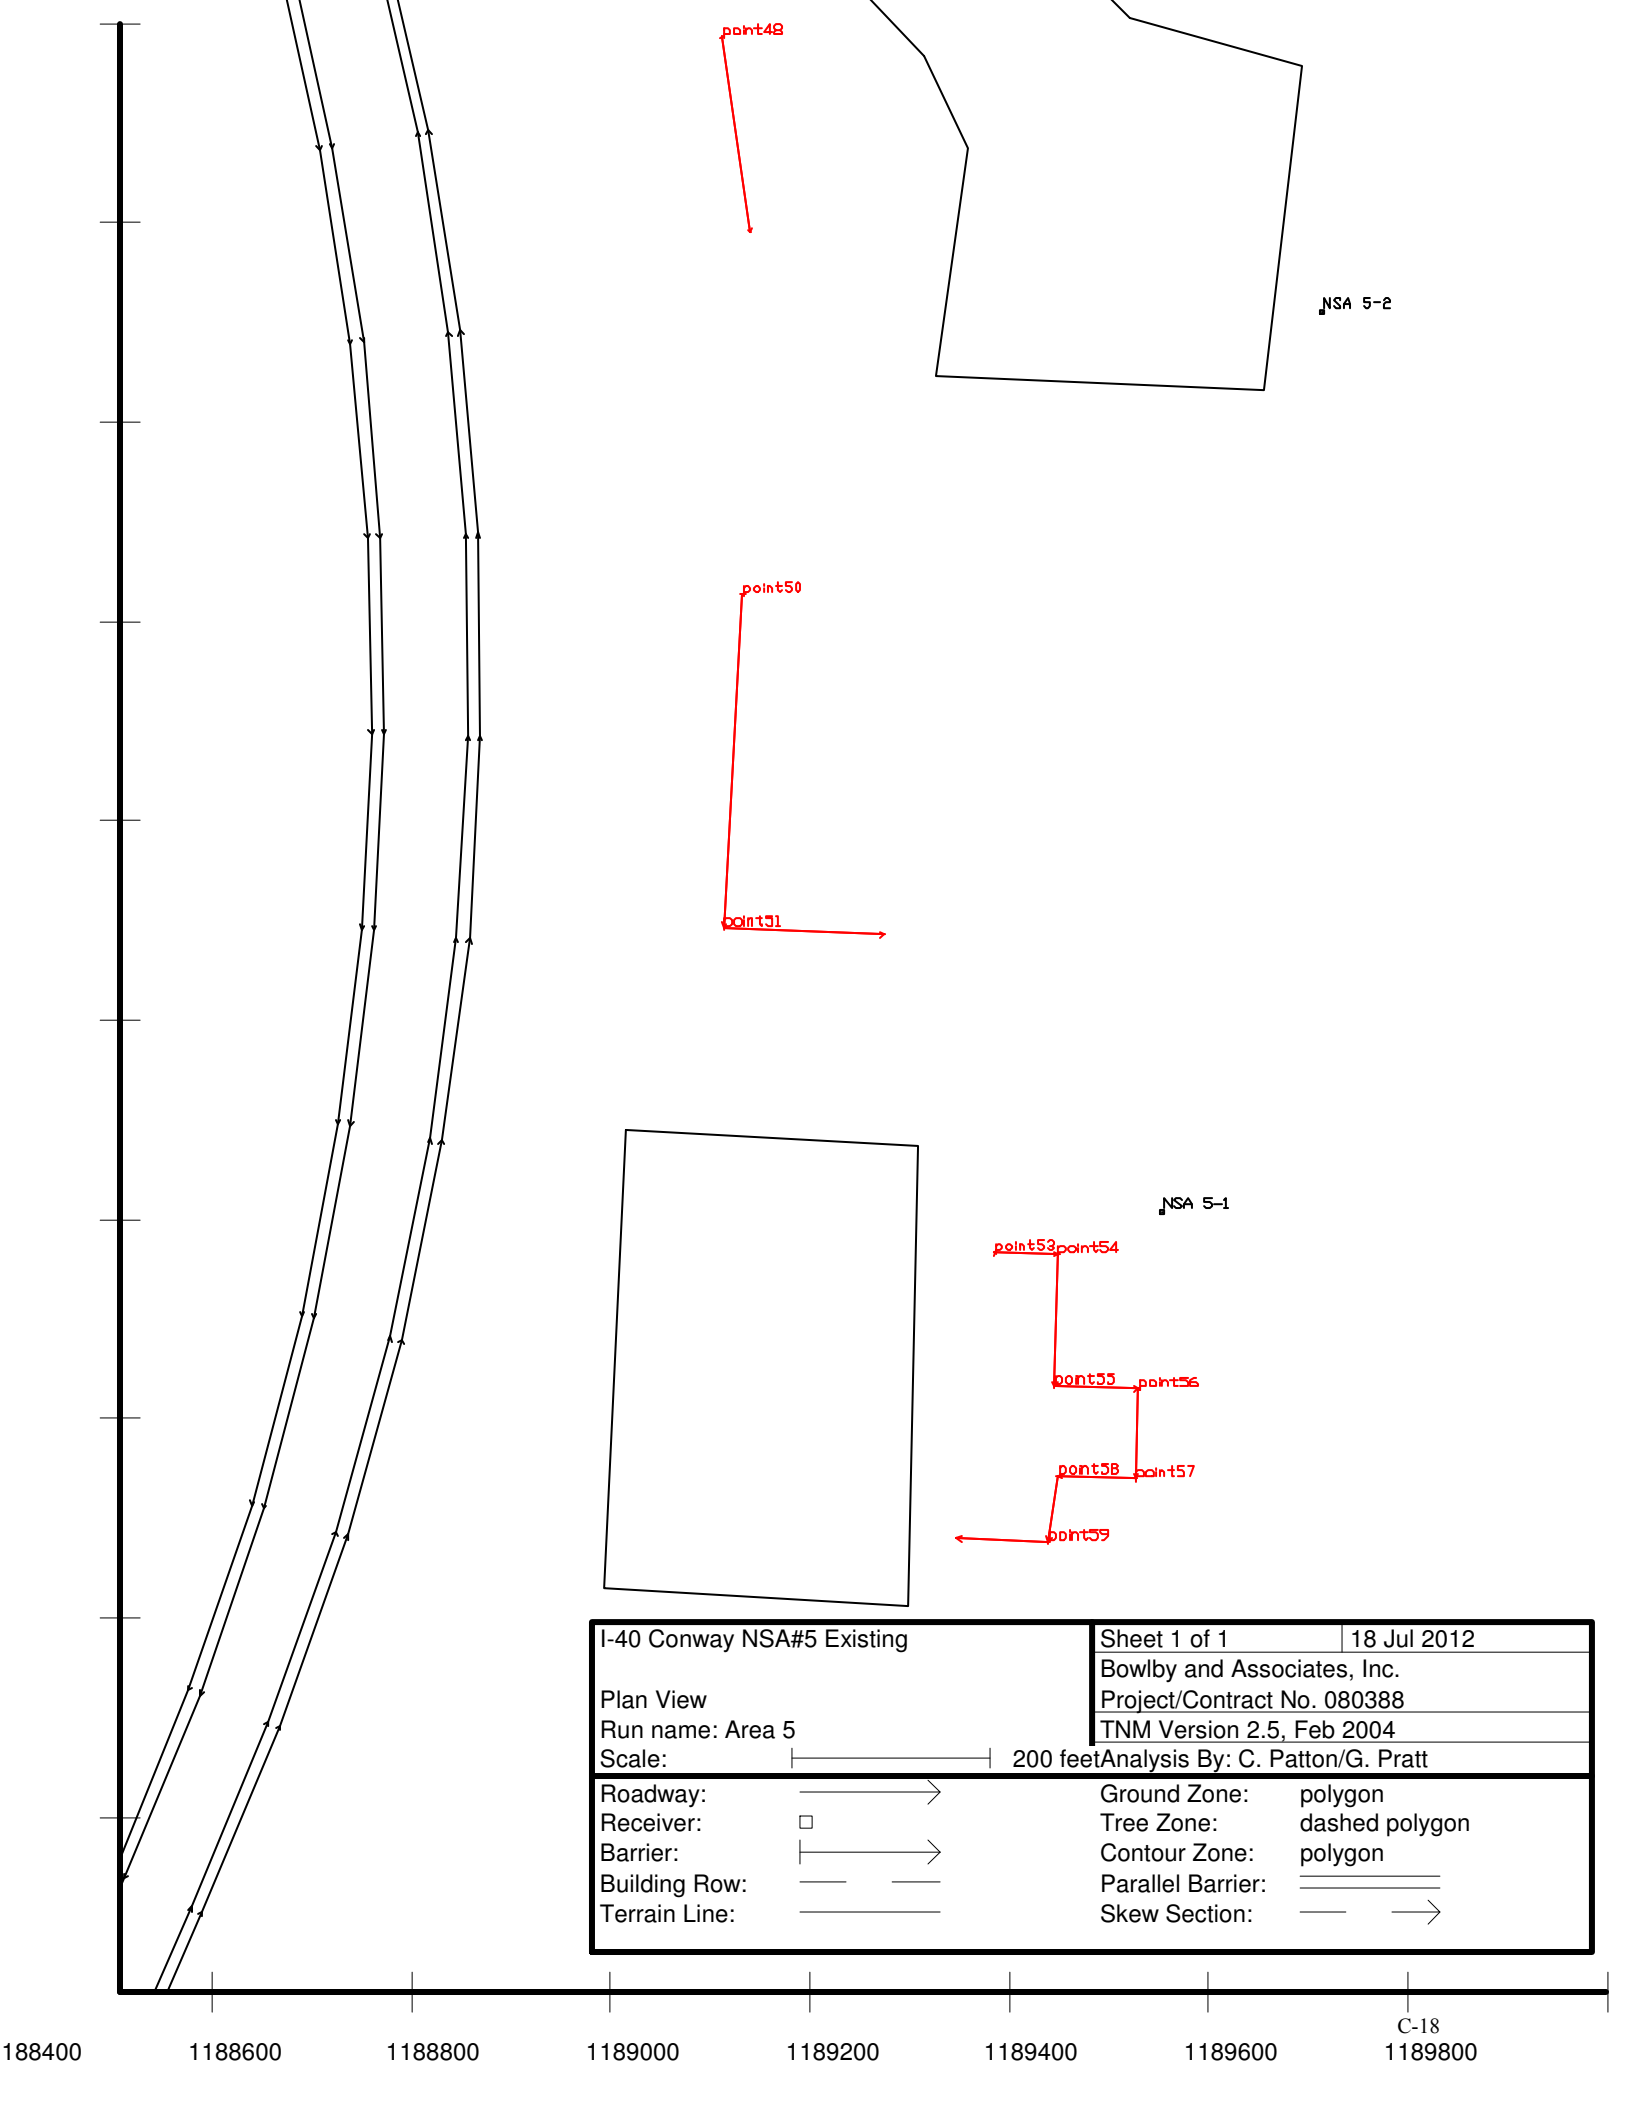 point48
NSA 5-2
point50
point51
NSA 5-1
point53 point54
point55 point56
point58 point57
point59
I-40 Conway NSA#5 Existing
Sheet 1 of 1 18 Jul 2012
Bowlby and Associates, Inc.
Plan View Project/Contract No. 080388
Run name: Area 5 TNM Version 2.5, Feb 2004
Scale: 200 feet Analysis By: C. Patton/G. Pratt
Roadway: Ground Zone: polygon
Receiver: Tree Zone: dashed polygon
Barrier: Contour Zone: polygon
Building Row: Parallel Barrier:
Terrain Line: Skew Section:
C-18
188400 1188600 1188800 1189000 1189200 1189400 1189600 1189800